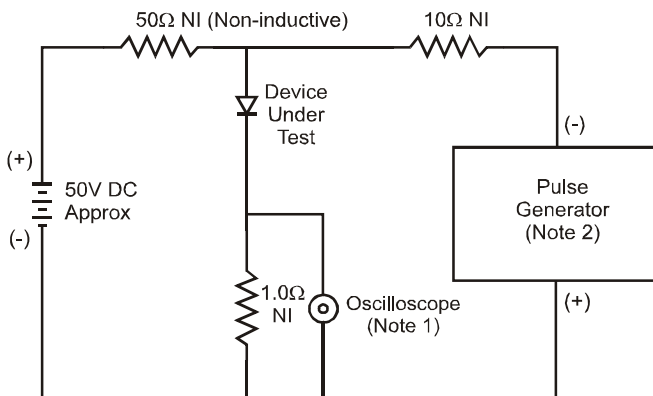 50Ω NI (Non-inductive)
10Ω NI
Device
Under
Test
(-)
(+)
50V DC
Approx
(-)
Pulse
Generator
(Note 2)
1.0Ω
NI
Oscilloscope
(Note 1)
(+)